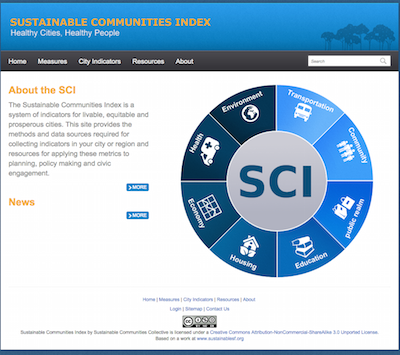 SUSTAINABLE COMMUNITIES INDEX
Healthy Cities, Healthy People
Home Measures City Indicators Resources About
Search
About the SCI
The Sustainable Communities Index is a
system of indicators for livable, equitable and
prosperous cities. This site provides the
methods and data sources required for
collecting indicators in your city or region and
resources for applying these metrics to
planning, policy making and civic
engagement.
MORE
News
MORE
Environment
Transportation
Community
public realm
Education
Housing
Economy
Health
SCI
Home | Measures | City Indicators | Resources | About
Login | Sitemap | Contact Us
Sustainable Communities Index by Sustainable Communities Collective is licensed under a Creative Commons Attribution-NonCommercial-ShareAlike 3.0 Unported License.
Based on a work at www.sustainablesf.org